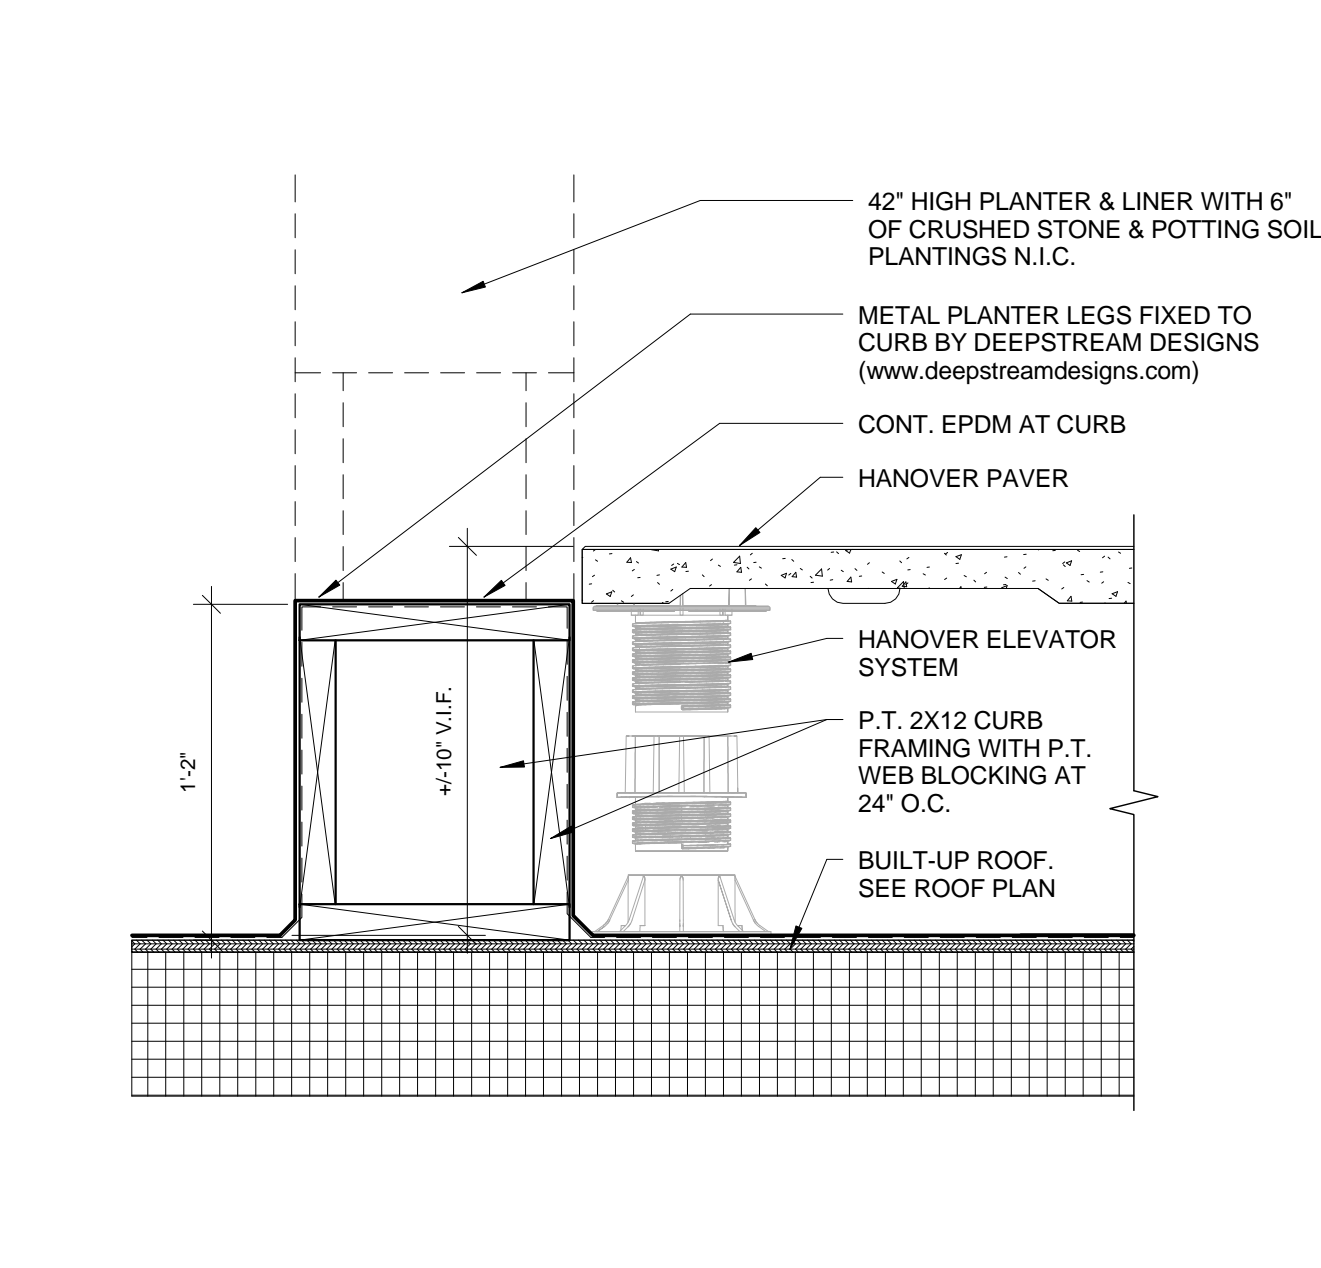 42" HIGH PLANTER & LINER WITH 6"
OF CRUSHED STONE & POTTING SOIL
PLANTINGS N.I.C.
METAL PLANTER LEGS FIXED TO
CURB BY DEEPSTREAM DESIGNS
(www.deepstreamdesigns.com)
CONT. EPDM AT CURB
HANOVER PAVER
HANOVER ELEVATOR
SYSTEM
P.T. 2X12 CURB
FRAMING WITH P.T.
WEB BLOCKING AT
24" O.C.
BUILT-UP ROOF.
SEE ROOF PLAN
1'-2"
+/-10" V.I.F.